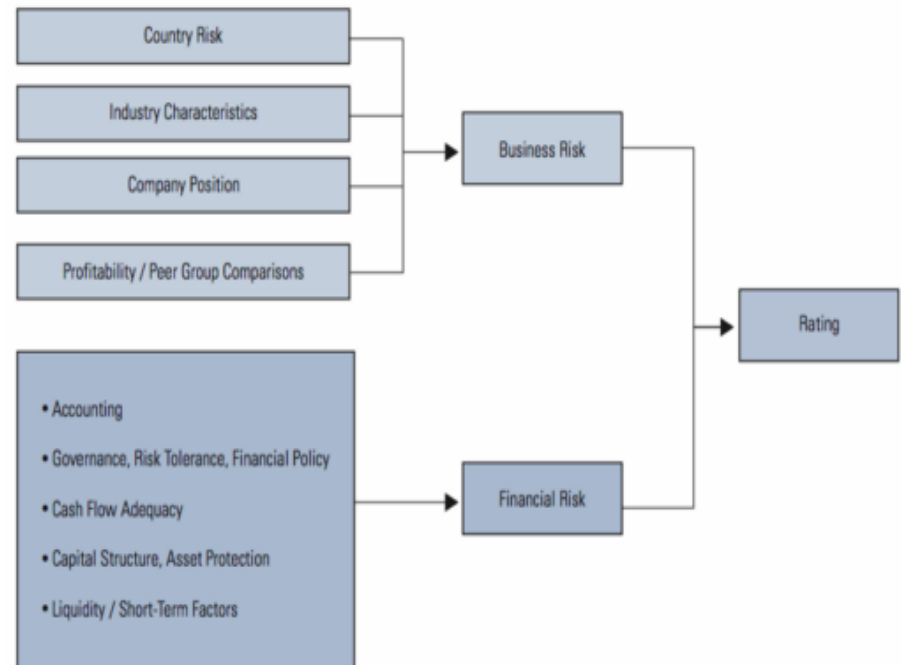 Country Risk
Industry Characteristics
Company Position
Profitability / Peer Group Comparisons
Business Risk
Rating
• Accounting
• Governance, Risk Tolerance, Financial Policy
• Cash Flow Adequacy
• Capital Structure, Asset Protection
• Liquidity / Short-Term Factors
Financial Risk